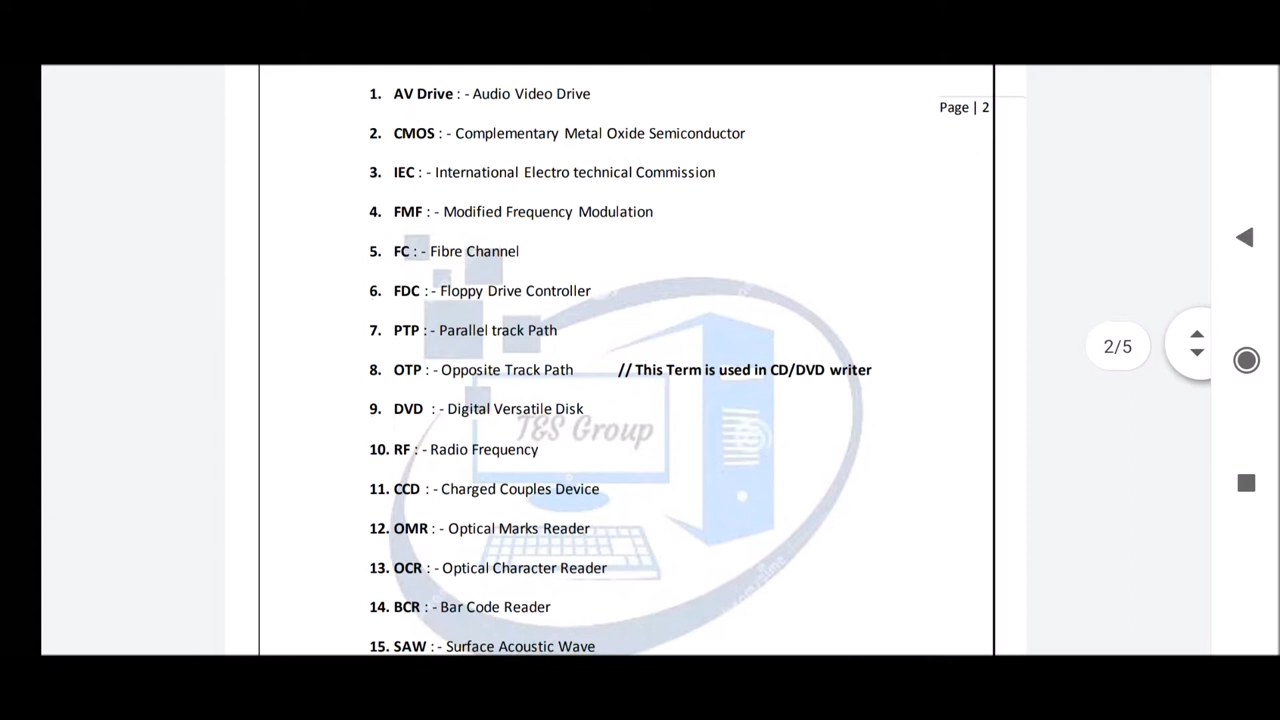 Page | 2
1. AV Drive : - Audio Video Drive
2. CMOS : - Complementary Metal Oxide Semiconductor
3. IEC : - International Electro technical Commission
4. FMF : - Modified Frequency Modulation
5. FC : - Fibre Channel
6. FDC : - Floppy Drive Controller
7. PTP : - Parallel track Path
8. OTP : - Opposite Track Path // This Term is used in CD/DVD writer
9. DVD : - Digital Versatile Disk
10. RF : - Radio Frequency
11. CCD : - Charged Couples Device
12. OMR : - Optical Marks Reader
13. OCR : - Optical Character Reader
14. BCR : - Bar Code Reader
15. SAW : - Surface Acoustic Wave
T&S Group
2/5